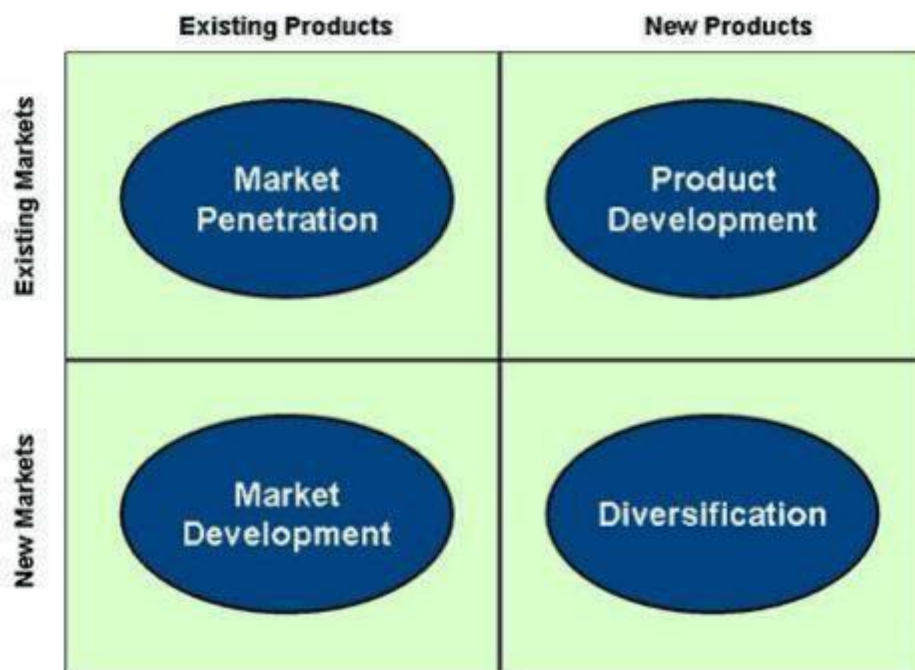 Existing Products
New Products
Existing Markets
Market
Penetration
Product
Development
New Markets
Market
Development
Diversification